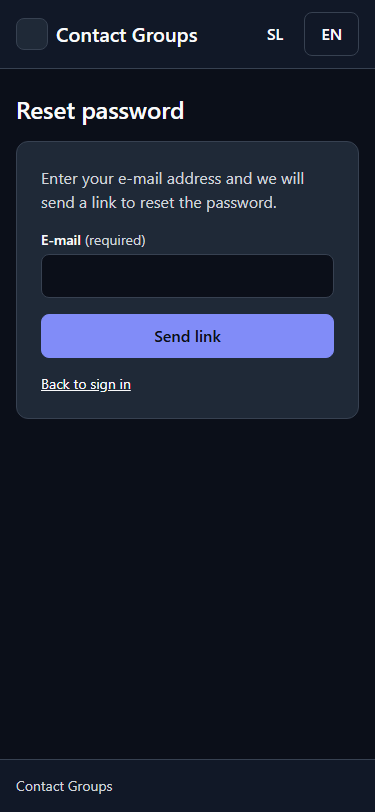 Contact Groups
SL
EN
Reset password
Enter your e-mail address and we will
send a link to reset the password.
E-mail (required)
Send link
Back to sign in
Contact Groups